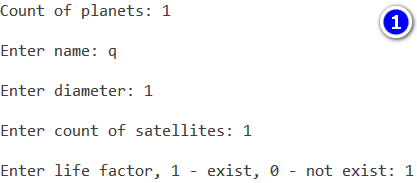 Count of planets: 1
1
Enter name: q
Enter diameter: 1
Enter count of satellites: 1
Enter life factor, 1 - exist, 0 - not exist: 1